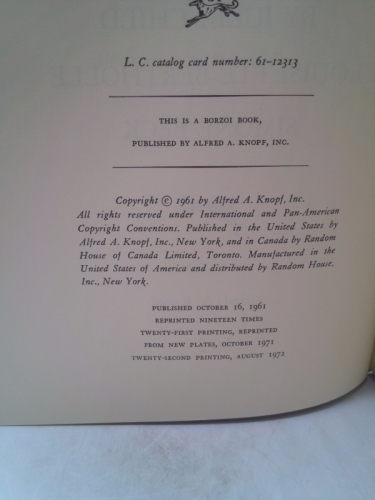 L. C. catalog card number: 61-12313
THIS IS A BORZOI BOOK,
PUBLISHED BY ALFRED A. KNOPF, INC.
Copyright © 1961 by Alfred A. Knopf, Inc.
All rights reserved under International and Pan-American
Copyright Conventions. Published in the United States by
Alfred A. Knopf, Inc., New York, and in Canada by Random
House of Canada Limited, Toronto. Manufactured in the
United States of America and distributed by Random House,
Inc., New York.
PUBLISHED OCTOBER 16, 1961
REPRINTED NINETEEN TIMES
TWENTY-FIRST PRINTING, REPRINTED
FROM NEW PLATES, OCTOBER 1971
TWENTY-SECOND PRINTING, AUGUST 1972